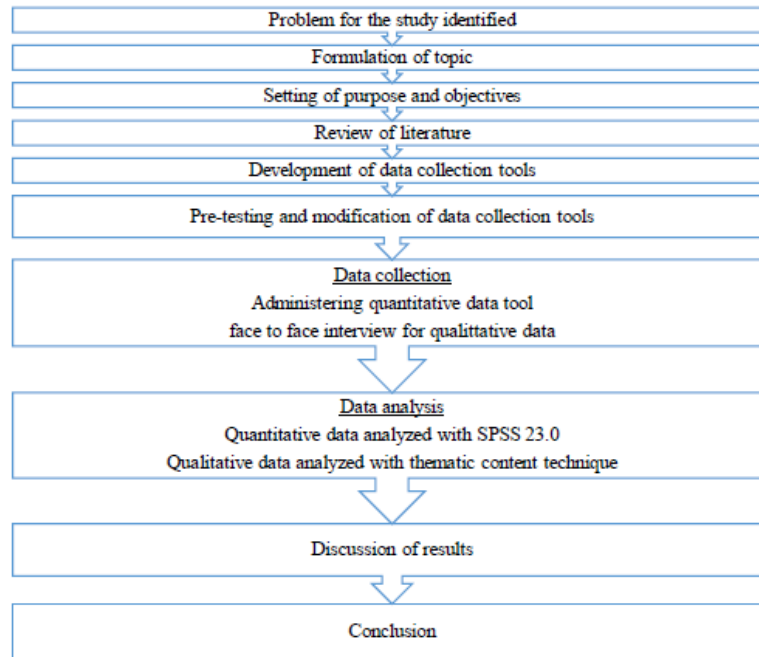 Problem for the study identified
Formulation of topic
Setting of purpose and objectives
Review of literature
Development of data collection tools
Pre-testing and modification of data collection tools
Data collection
Administering quantitative data tool
face to face interview for qualittative data
Data analysis
Quantitative data analyzed with SPSS 23.0
Qualitative data analyzed with thematic content technique
Discussion of results
Conclusion